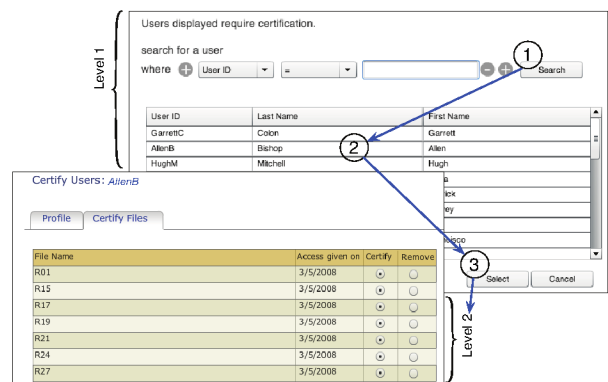 Users displayed require certification.
search for a user
where + User ID = - + Search
1
Level 1
User ID Last Name First Name
GarrettC Colon Garrett
AllenB Bishop Allen
HughM Mitchell Hugh
2
Certify Users: AllenB
Profile Certify Files
3
Select Cancel
File Name Access given on Certify Remove
R01 3/5/2008
R15 3/5/2008
R17 3/5/2008
R19 3/5/2008
R21 3/5/2008
R24 3/5/2008
R27 3/5/2008
Level 2